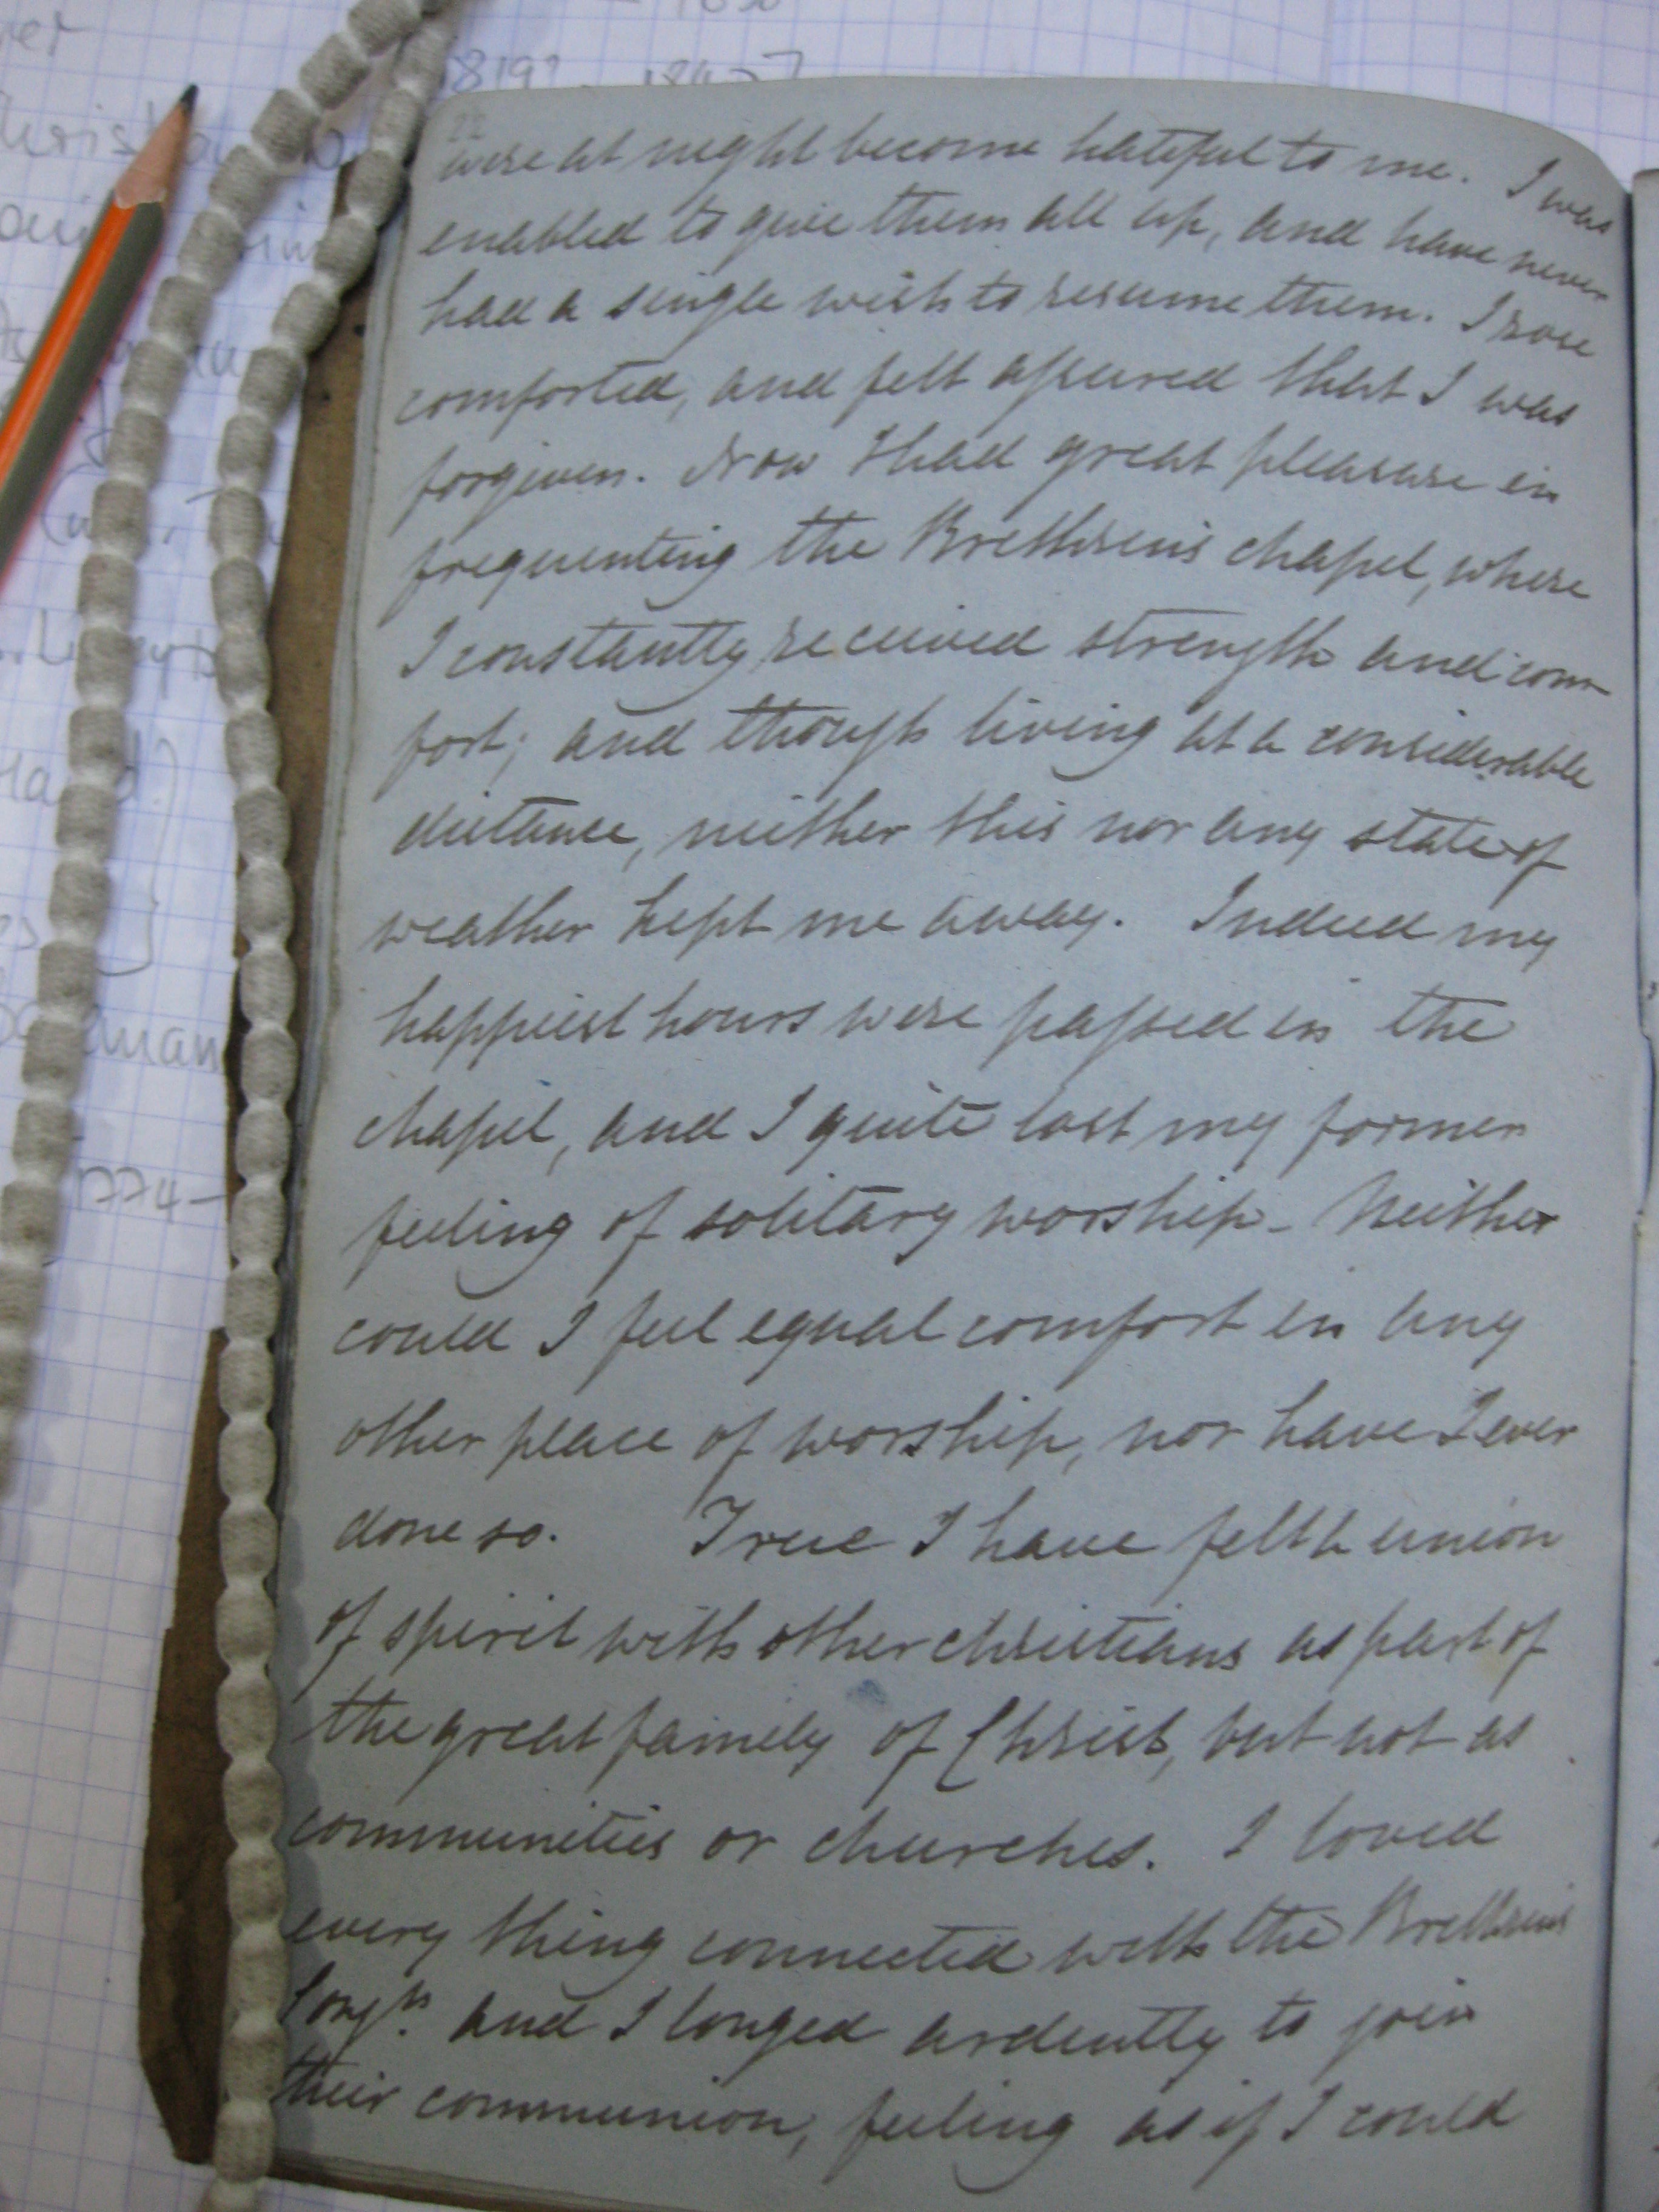 22
were at night become hateful to me. I was
enabled to give them all up, and have never
had a single wish to resume them. I rose
comforted, and felt aſsured that I was
forgiven. Now I had great pleasure in
frequenting the Brethren's chapel, where
I constantly received strength and com-
fort; and though living at a considerable
distance, neither this nor any state of
weather kept me away. Indeed my
happiest hours were paſsed in the
chapel, and I quite lost my former
feeling of solitary worship. Neither
could I feel equal comfort in any
other place of worship, nor have I ever
done so. True I have felt a union
of spirit with other christians as part of
the great family of Christ, but not as
communities or churches. I loved
every thing connected with the Brethren's
Congn. and I longed ardently to join
their communion, feeling as if I could
1774-